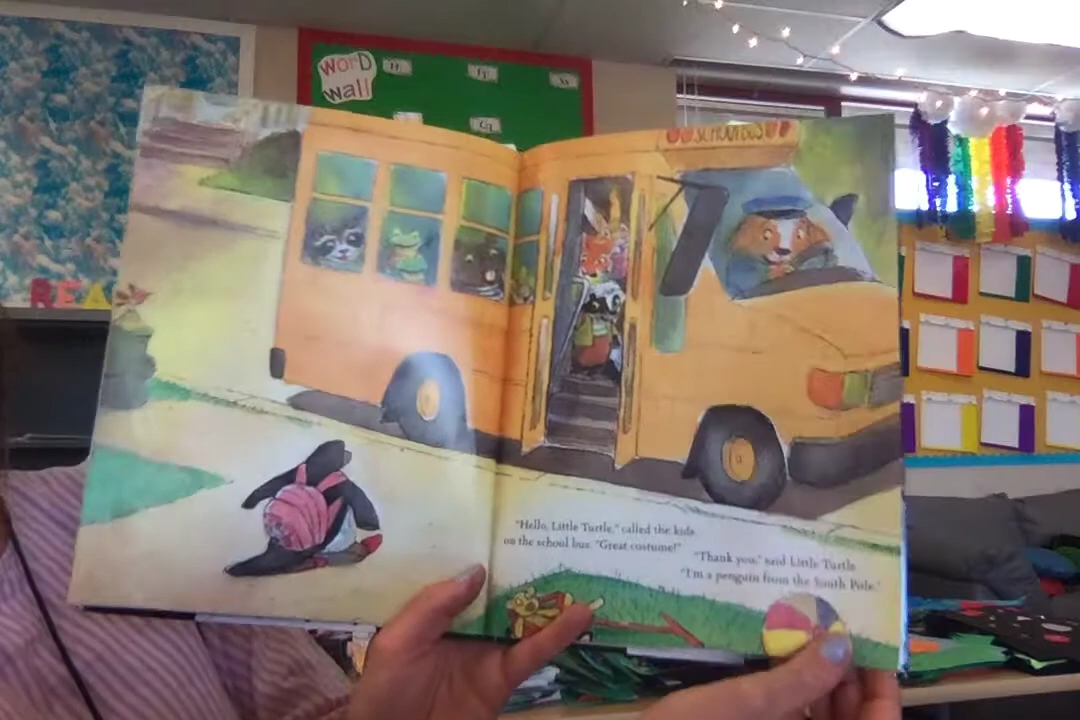 word
wall
SCHOOL BUS
REA
"Hello, Little Turtle," called the kids
on the school bus. "Great costume!"
"Thank you," said Little Turtle
"I'm a penguin from the South Pole."